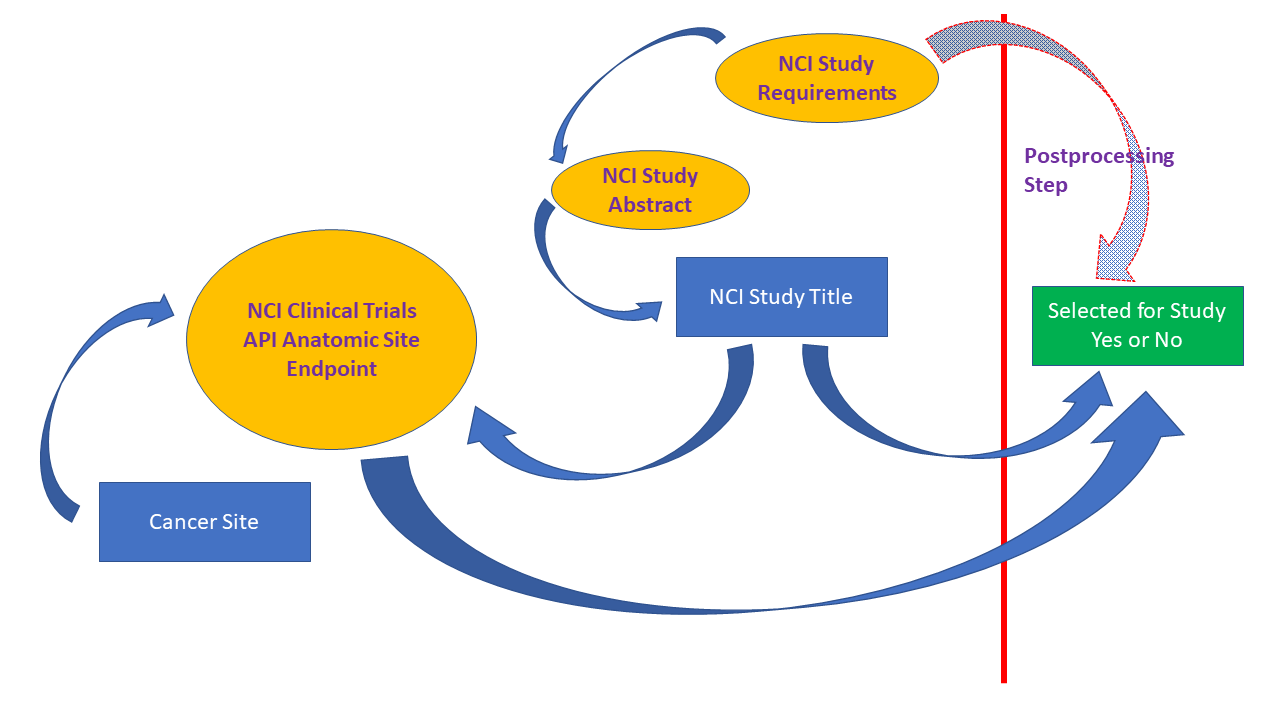 NCI Study
Requirements
Postprocessing
Step
NCI Study
Abstract
NCI Study Title
Selected for Study
Yes or No
NCI Clinical Trials
API Anatomic Site
Endpoint
Cancer Site